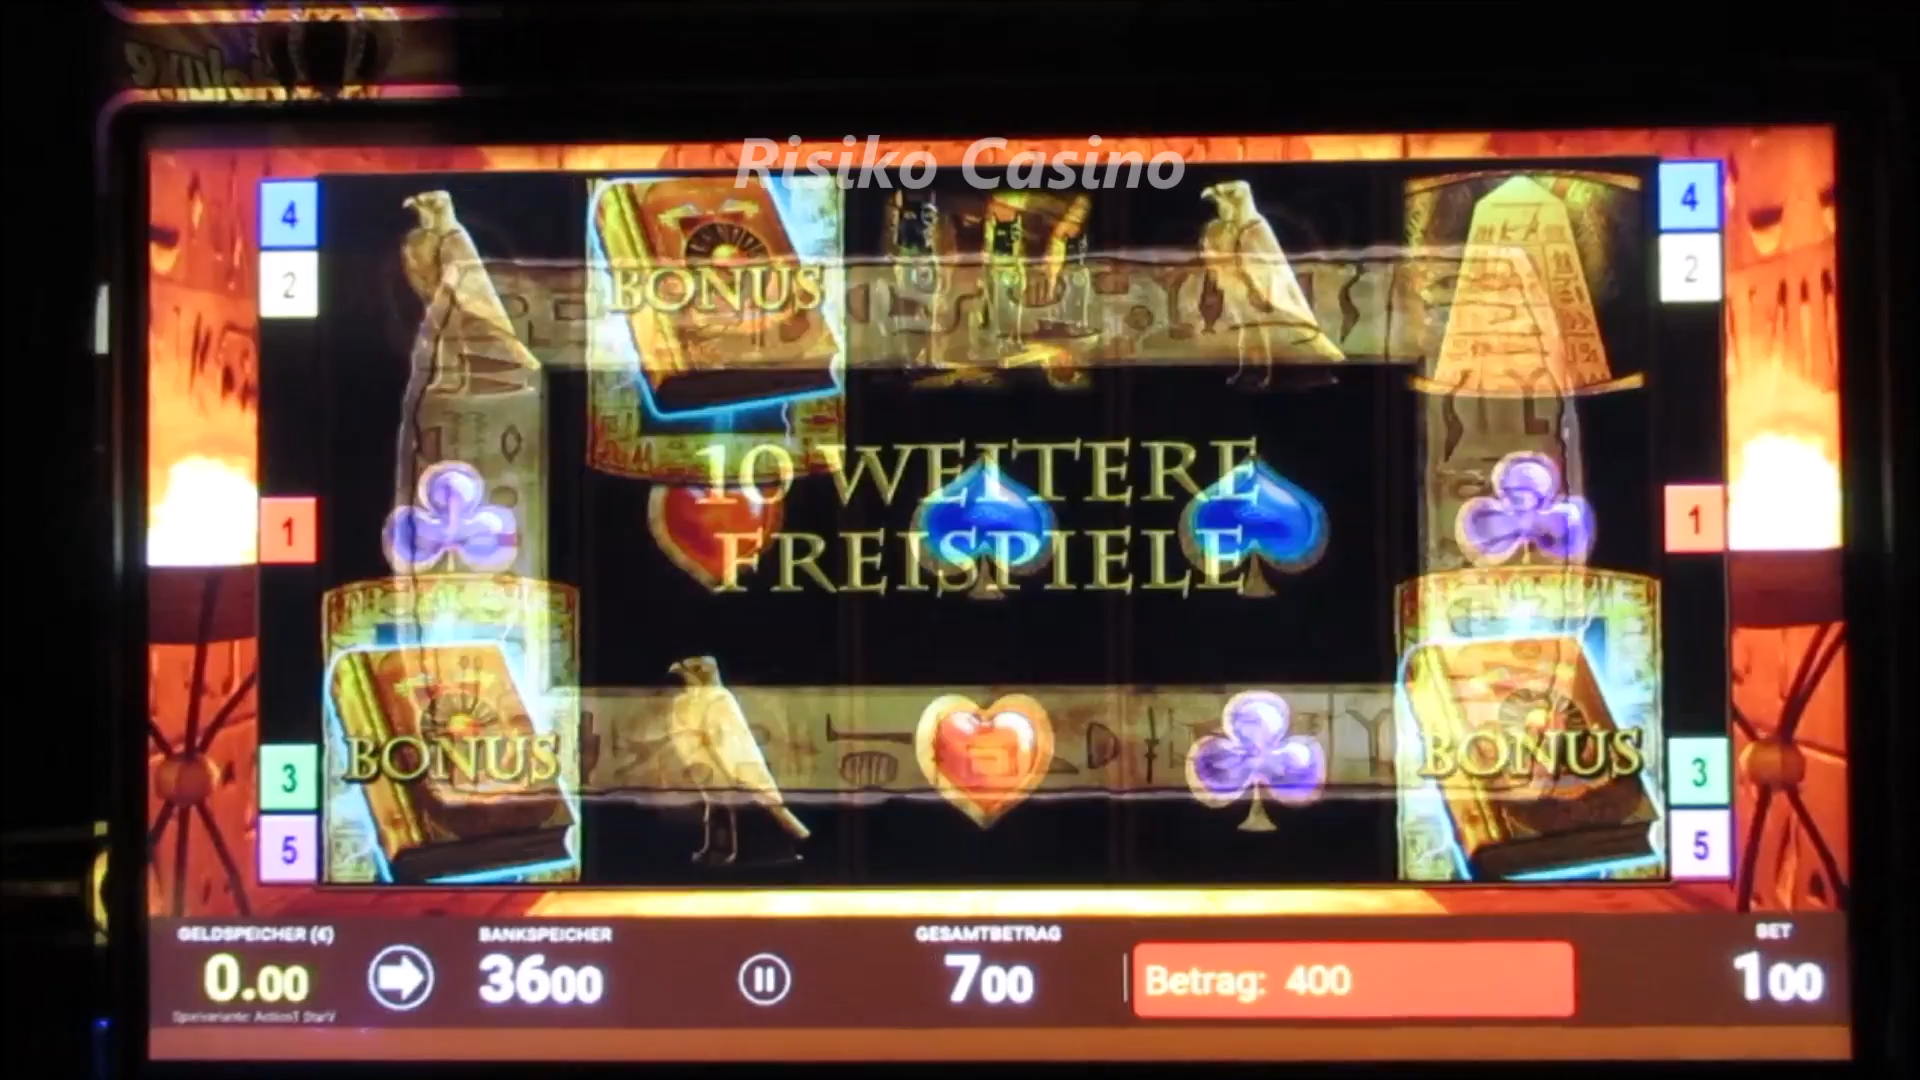 Risiko Casino
4
4
2
2
BONUS
10 WEITERE
FREISPIELE
1
1
BONUS
BONUS
3
3
5
5
GELDSPEICHER (€)
BANKSPEICHER
GESAMTBETRAG
BET
0.00
3600
700
Betrag: 400
100